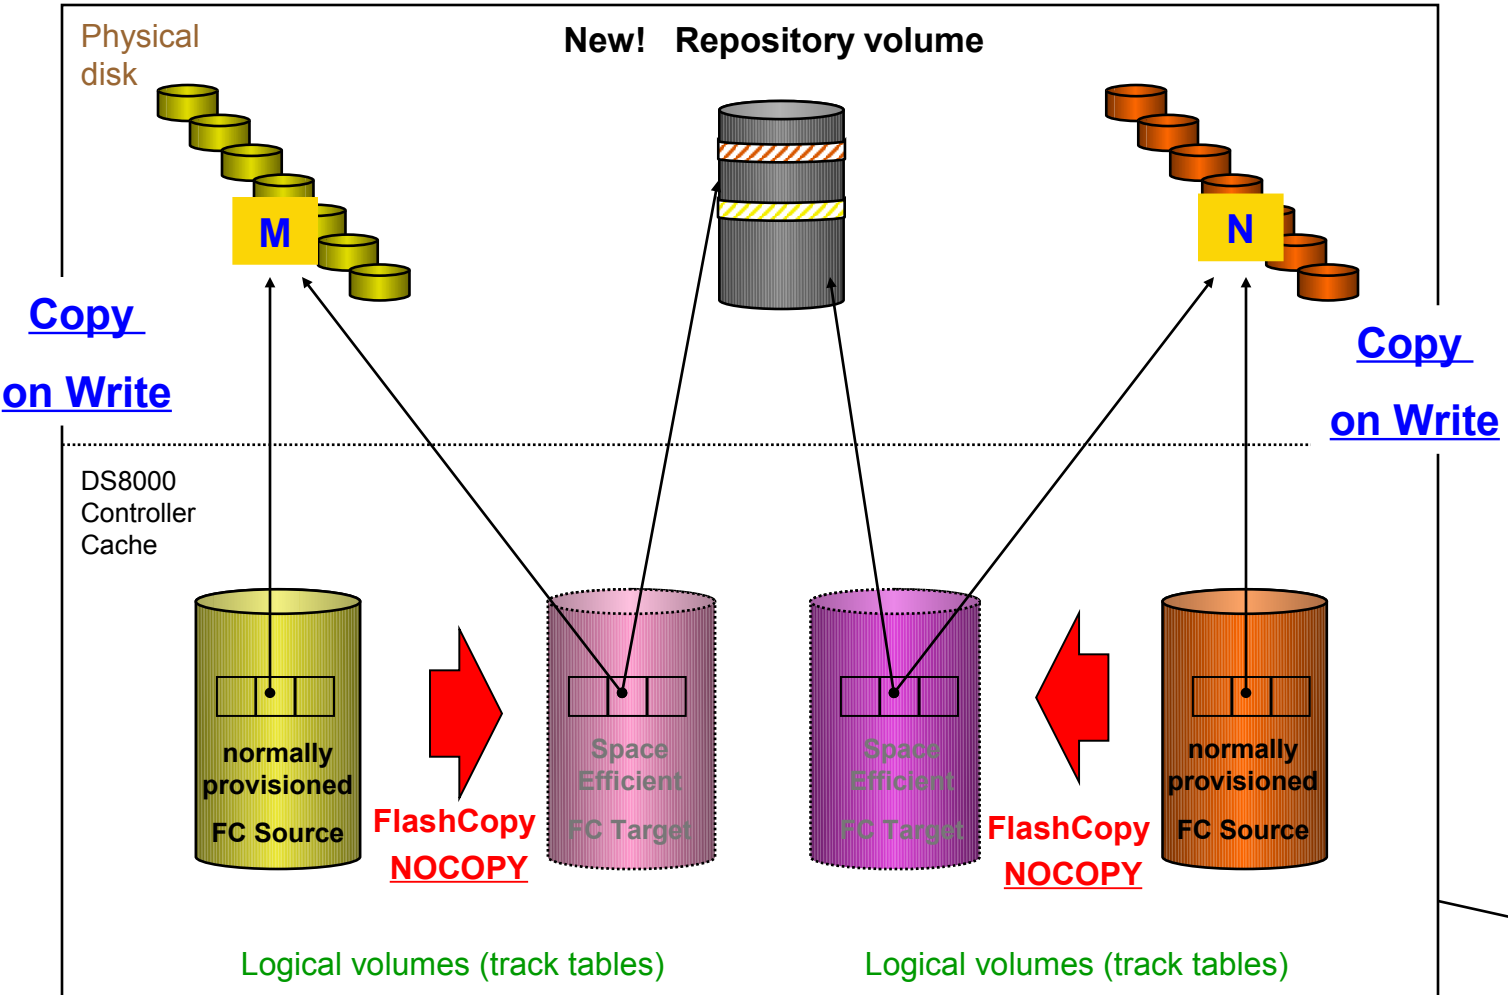 Physical
disk
New!   Repository volume
M
N
Copy
on Write
Copy
on Write
DS8000
Controller
Cache
normally
provisioned
FC Source
FlashCopy
NOCOPY
Space
Efficient
FC Target
Space
Efficient
FC Target
FlashCopy
NOCOPY
normally
provisioned
FC Source
Logical volumes (track tables)
Logical volumes (track tables)